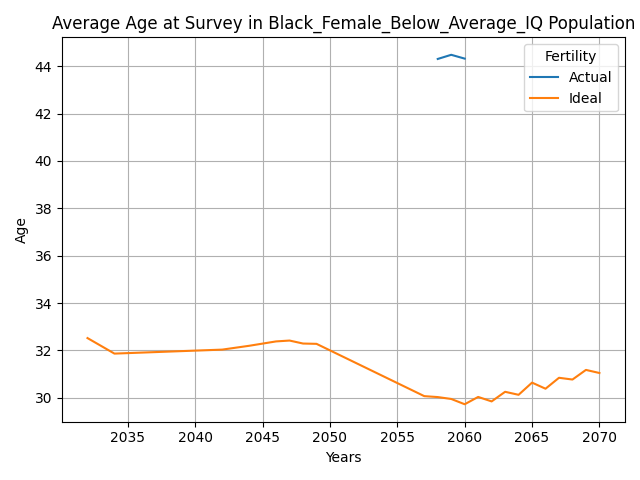 Average Age at Survey in Black_Female_Below_Average_IQ Population
Fertility
Actual
Ideal
Age
44
42
40
38
36
34
32
30
2035 2040 2045 2050 2055 2060 2065 2070
Years